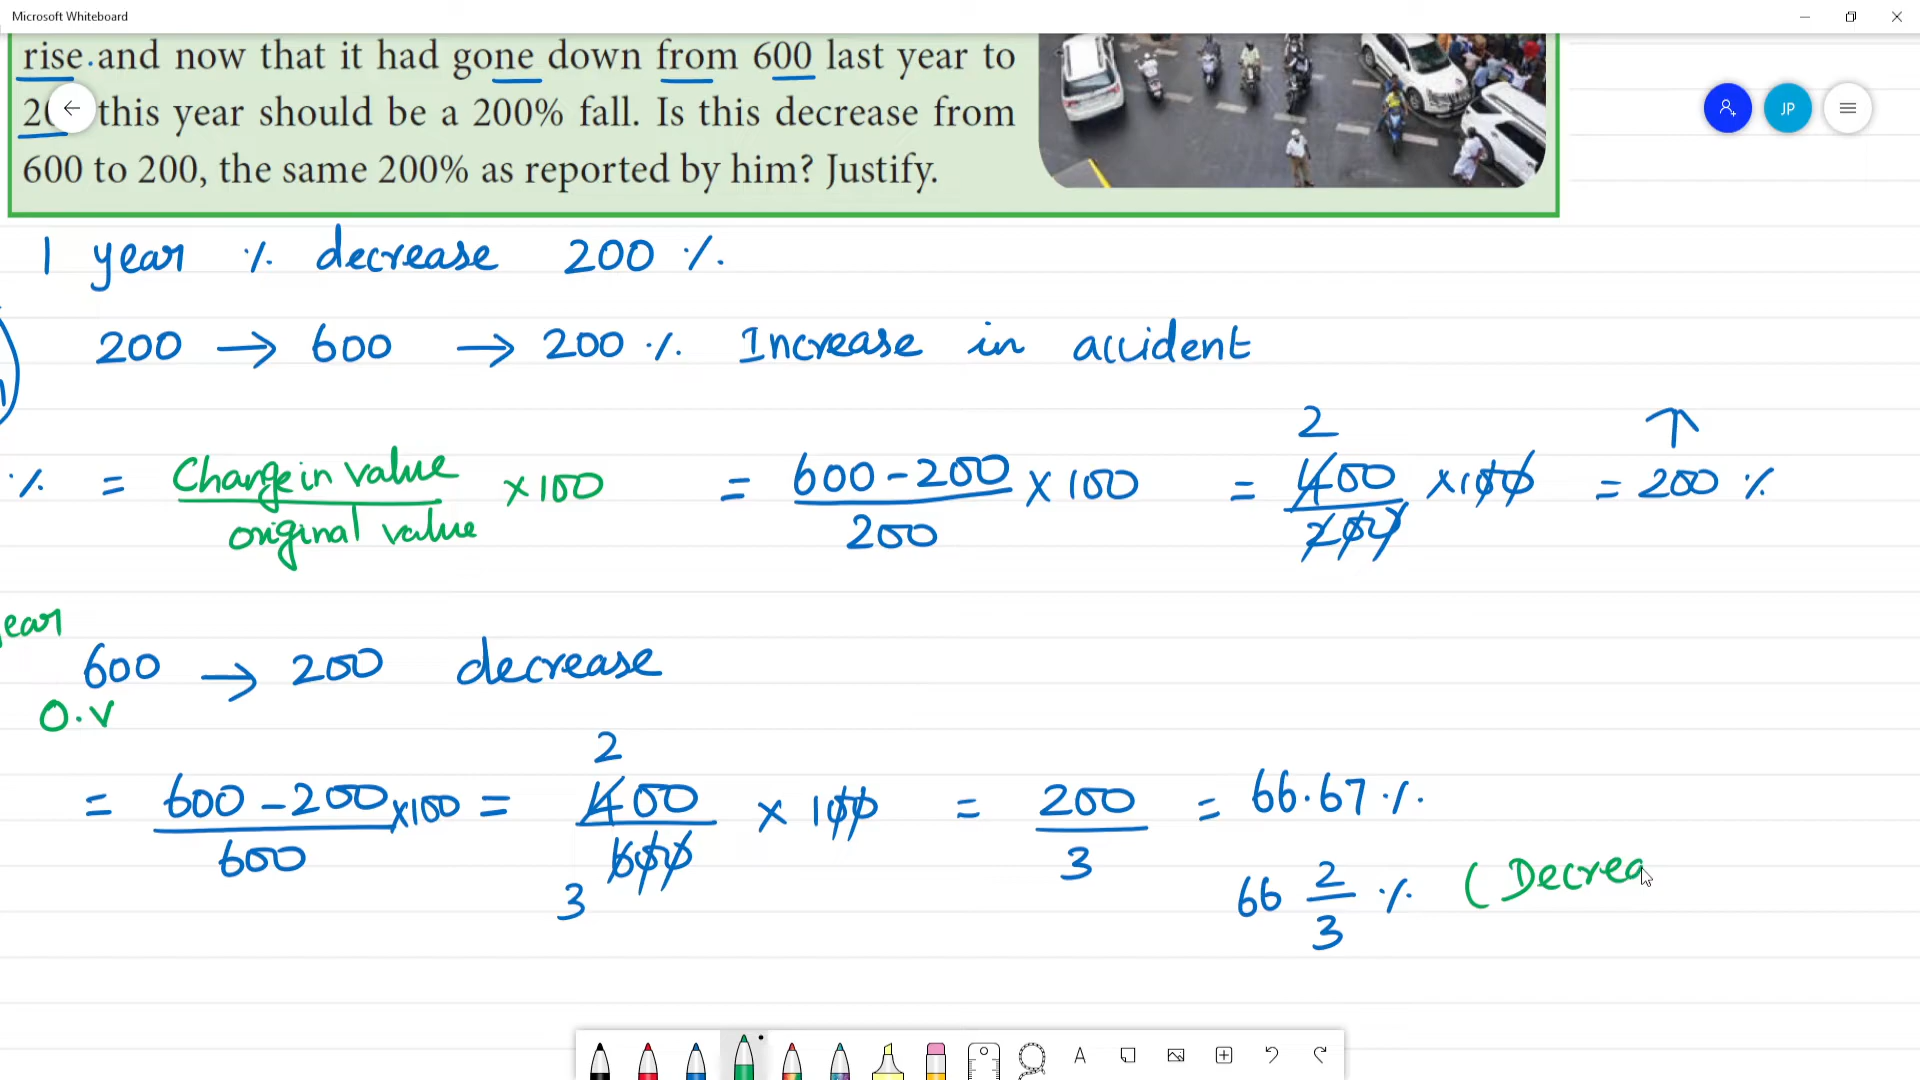 Microsoft Whiteboard
rise and now that it had gone down from 600 last year to
this year should be a 200% fall. Is this decrease from
600 to 200, the same 200% as reported by him? Justify.
JP
1 year % decrease 200 %.
200 → 600 → 200 %. Increase in accident
% = Change in value / original value × 100 = 600 - 200 / 200 × 100 = 2 400 / 200 × 100 = 200 % ↑
ear
600 → 200 decrease
O.V
= 600 - 200 / 600 × 100 = 2 400 / 600 3 × 100 = 200 / 3 = 66.67 %.
66 2/3 % (Decrea
A